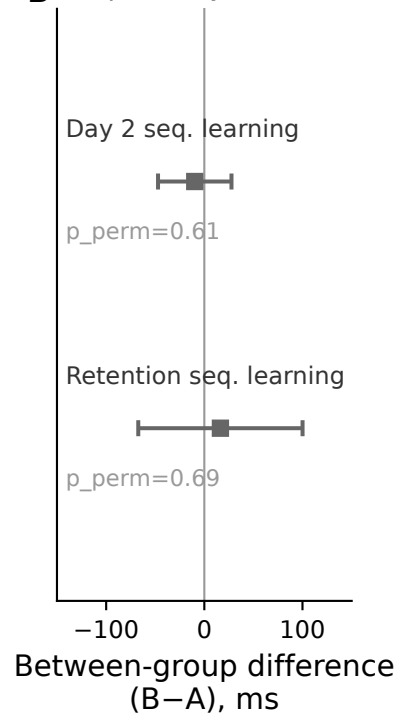 Day 2 seq. learning
p_perm=0.61
Retention seq. learning
p_perm=0.69
−100 0 100
Between-group difference
(B−A), ms